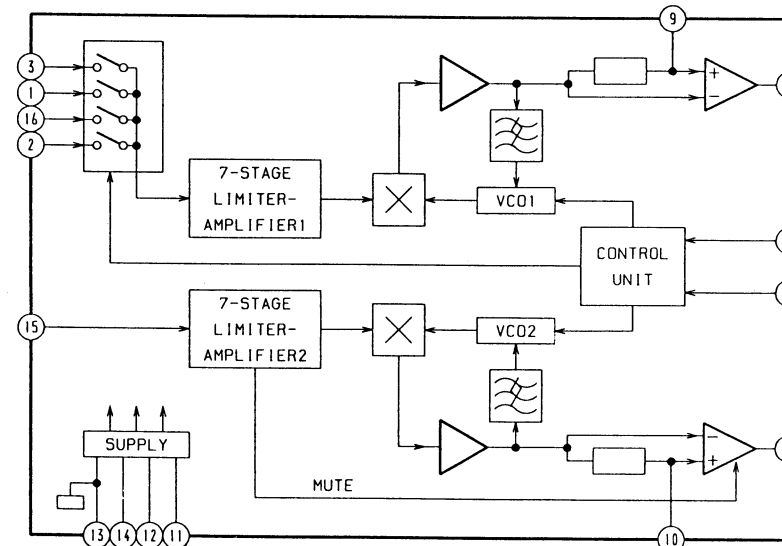 9
3
1
16
2
+
−
7-STAGE
LIMITER-
AMPLIFIER1
VCO1
CONTROL
UNIT
15
7-STAGE
LIMITER-
AMPLIFIER2
VCO2
SUPPLY
−
+
MUTE
13
14
12
11
10